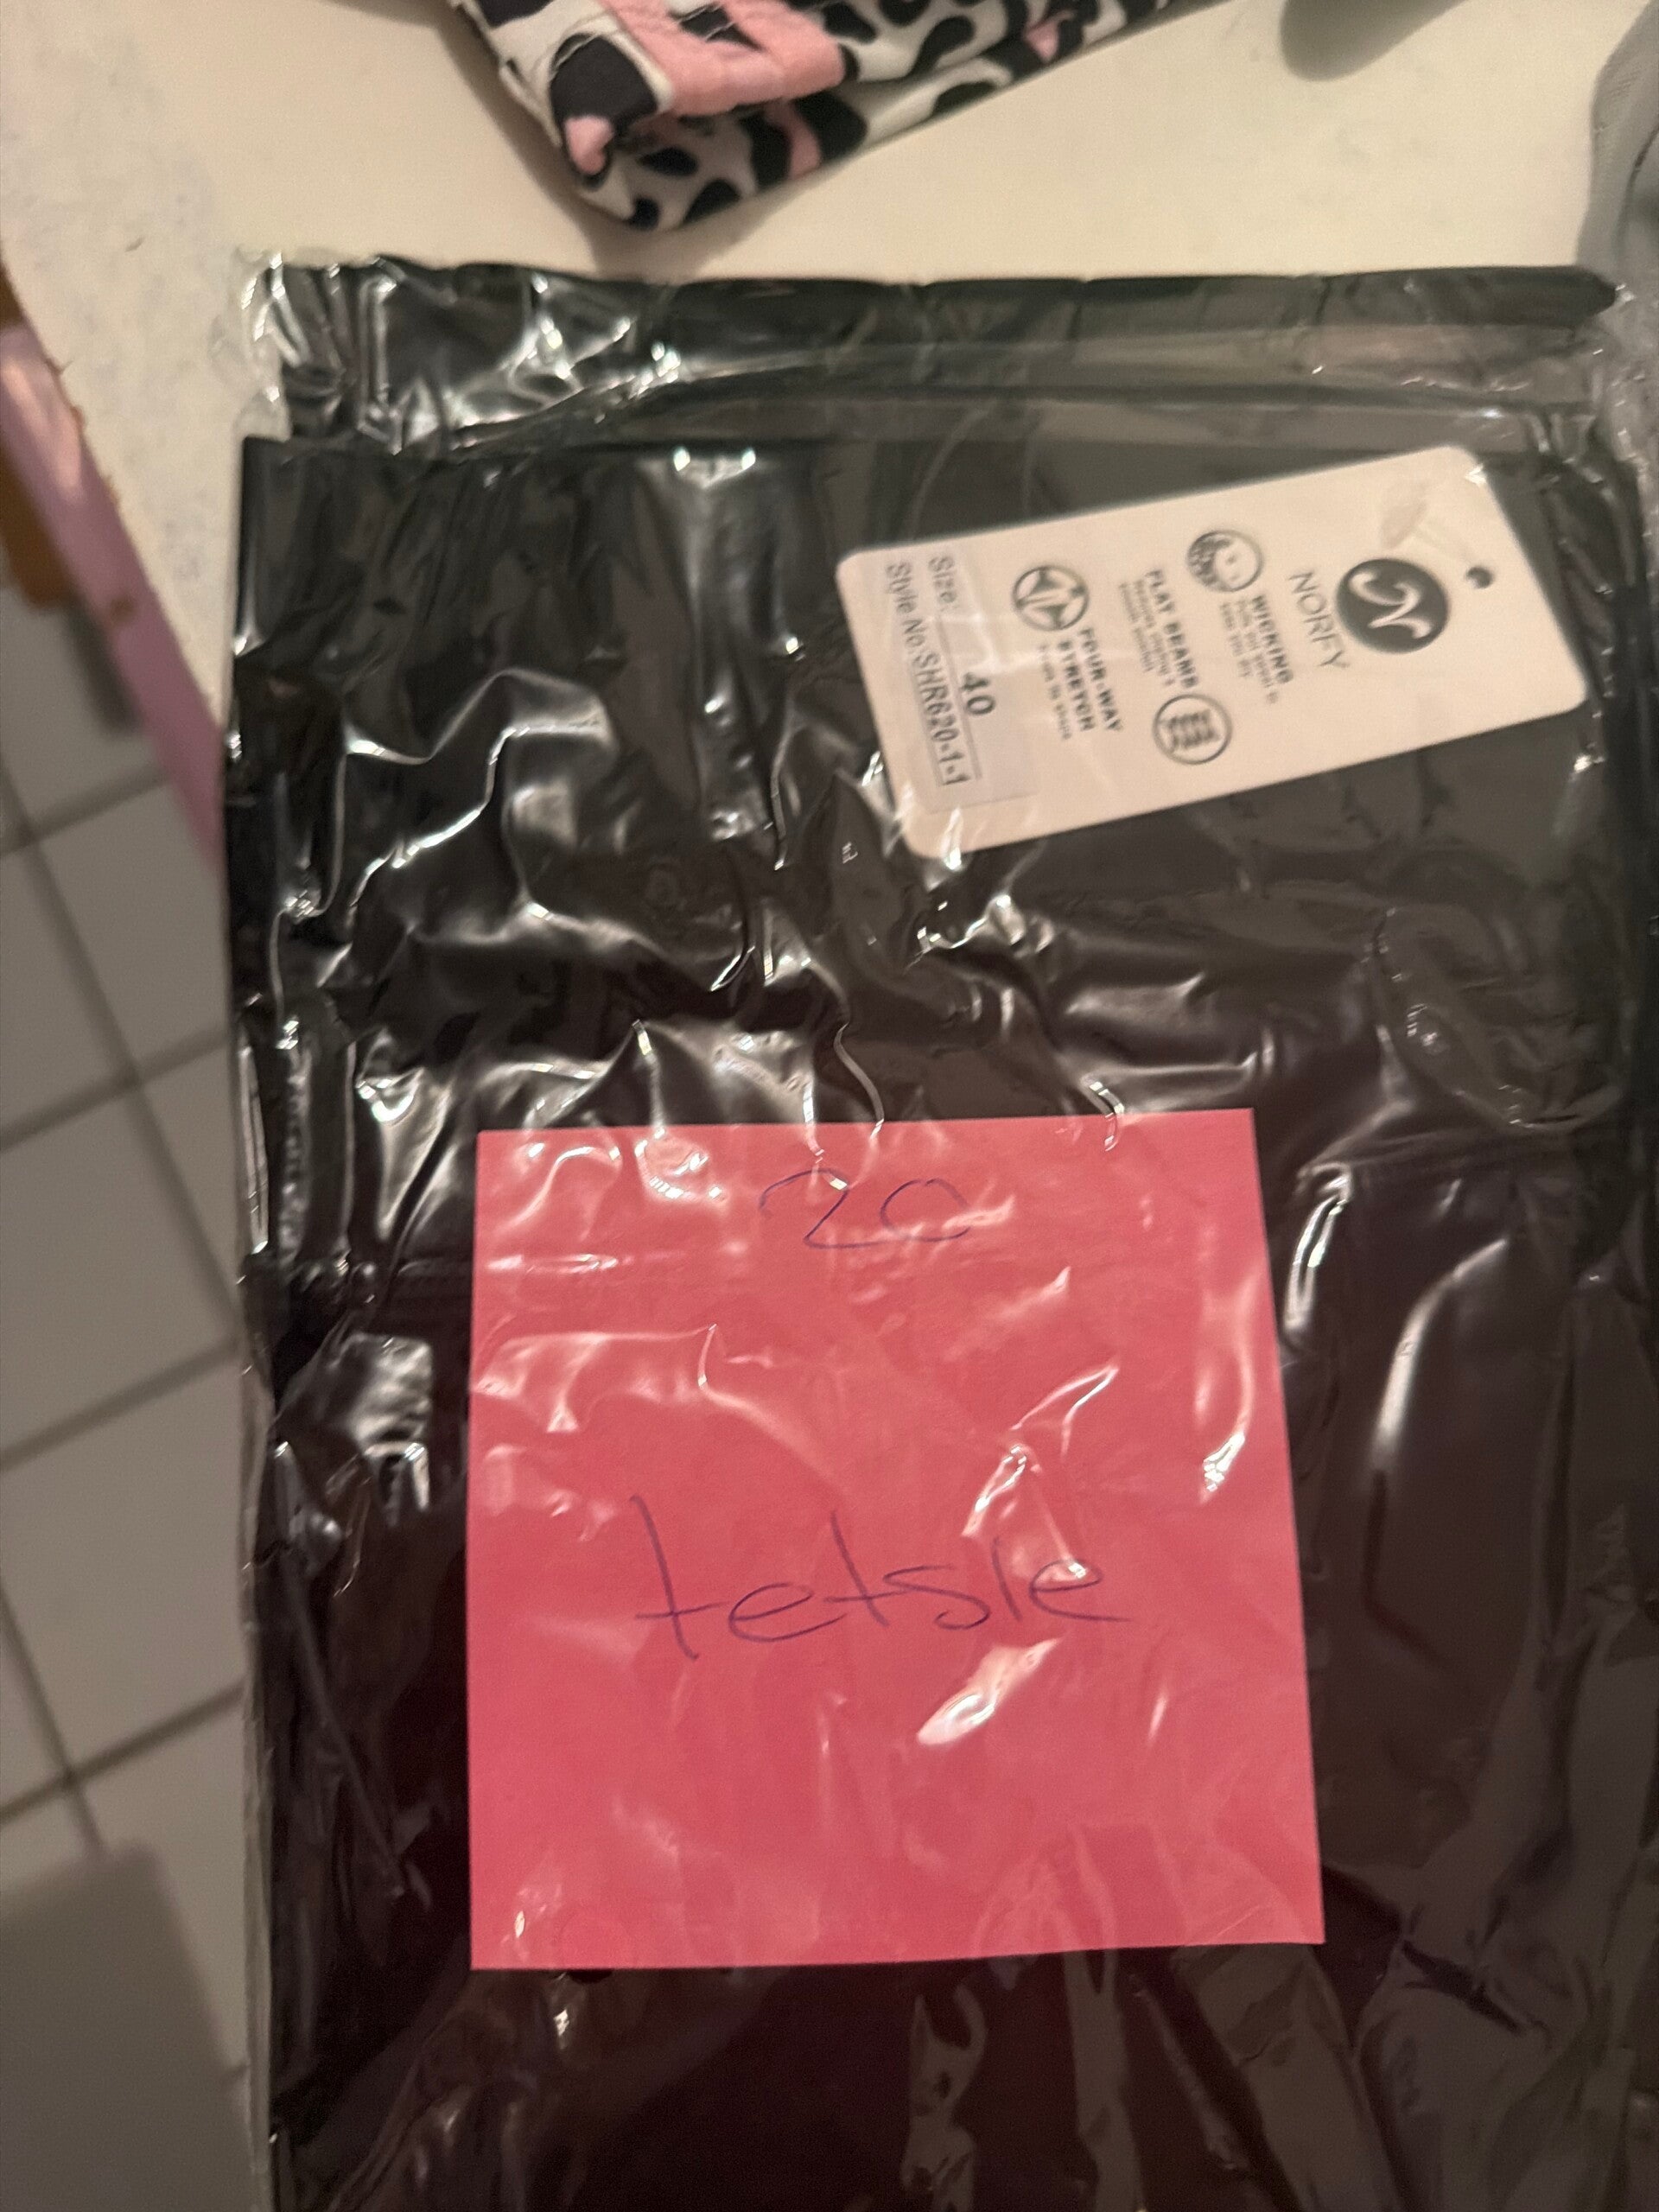 NORFY
WICKING
FLAT SEAMS
FOUR-WAY
STRETCH
Size: 40
Style No:SHR620-1-1
20
tetsie